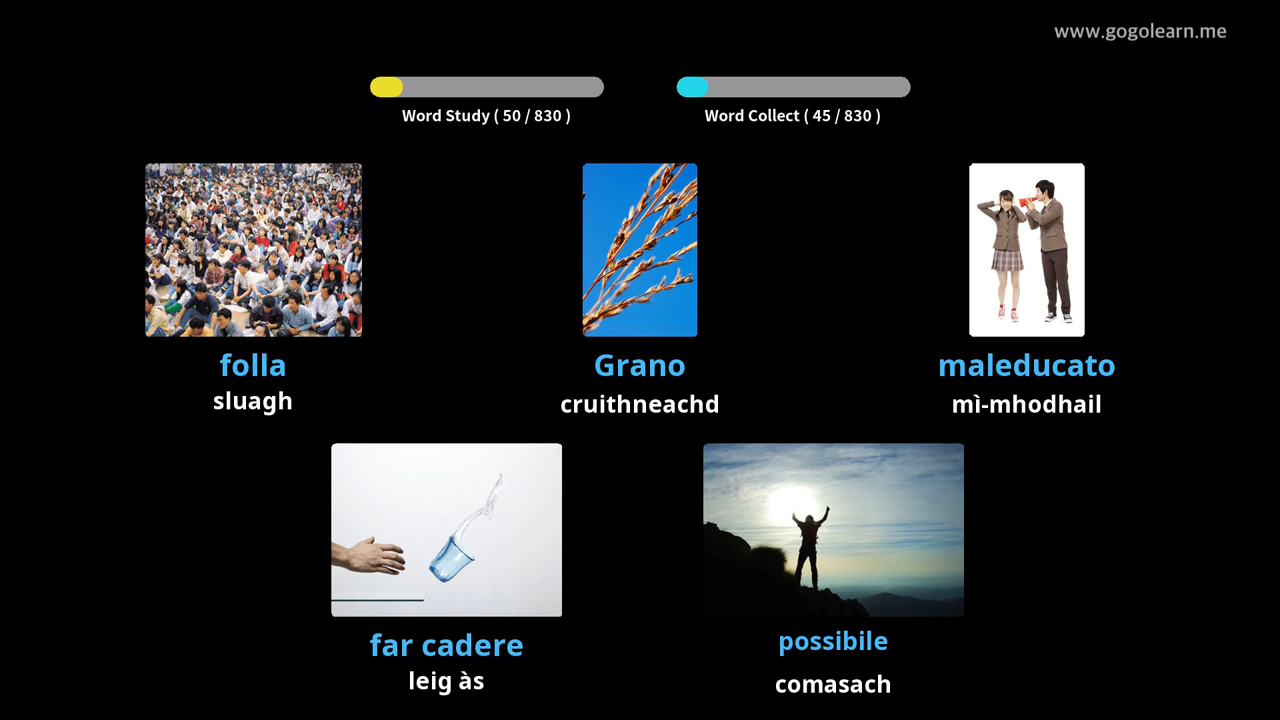 www.gogolearn.me
Word Study ( 50 / 830 )
Word Collect ( 45 / 830 )
folla
sluagh
Grano
cruithneachd
maleducato
mì-mhodhail
far cadere
leig às
possibile
comasach